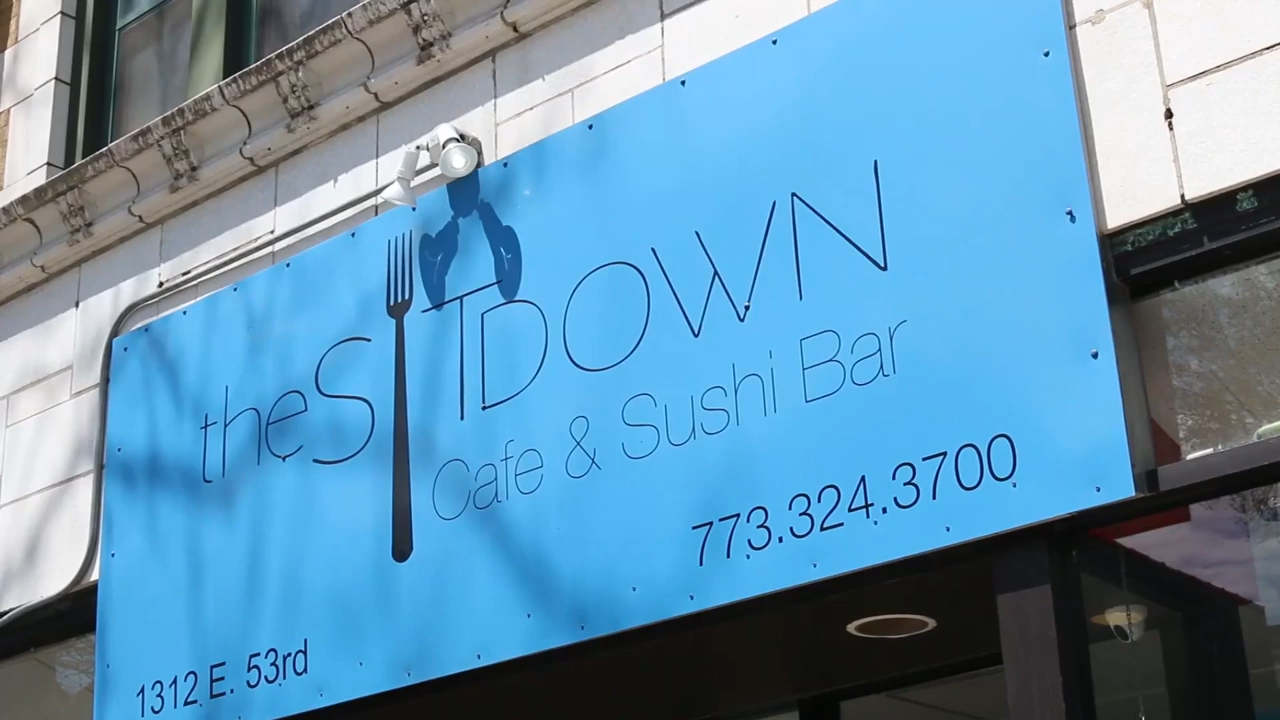 theSITDOWN
Cafe & Sushi Bar
773.324.3700
1312 E. 53rd